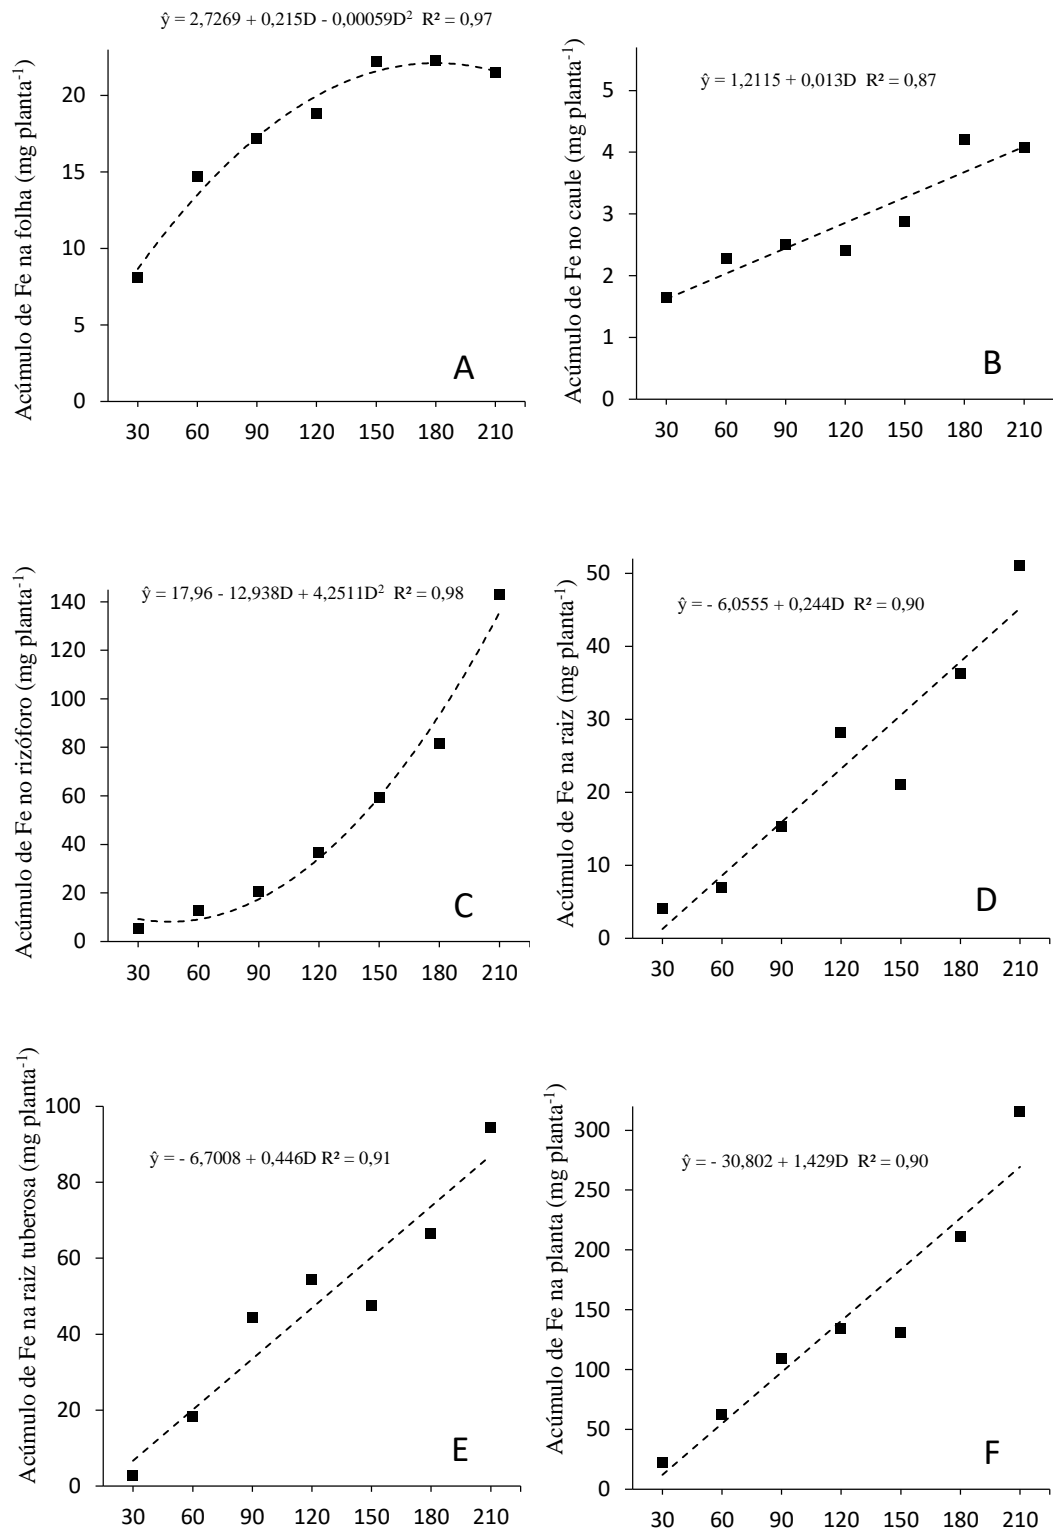 ŷ = 2,7269 + 0,215D - 0,00059D² R² = 0,97
Acúmulo de Fe na folha (mg planta⁻¹)
20
15
10
5
0
A
30 60 90 120 150 180 210
ŷ = 1,2115 + 0,013D R² = 0,87
Acúmulo de Fe no caule (mg planta⁻¹)
5
4
3
2
1
0
B
30 60 90 120 150 180 210
ŷ = 17,96 - 12,938D + 4,2511D² R² = 0,98
Acúmulo de Fe no rizóforo (mg planta⁻¹)
140
120
100
80
60
40
20
0
C
30 60 90 120 150 180 210
ŷ = - 6,0555 + 0,244D R² = 0,90
Acúmulo de Fe na raiz (mg planta⁻¹)
50
40
30
20
10
0
D
30 60 90 120 150 180 210
ŷ = - 6,7008 + 0,446D R² = 0,91
Acúmulo de Fe na raiz tuberosa (mg planta⁻¹)
100
80
60
40
20
0
E
30 60 90 120 150 180 210
ŷ = - 30,802 + 1,429D R² = 0,90
Acúmulo de Fe na planta (mg planta⁻¹)
300
250
200
150
100
50
0
F
30 60 90 120 150 180 210